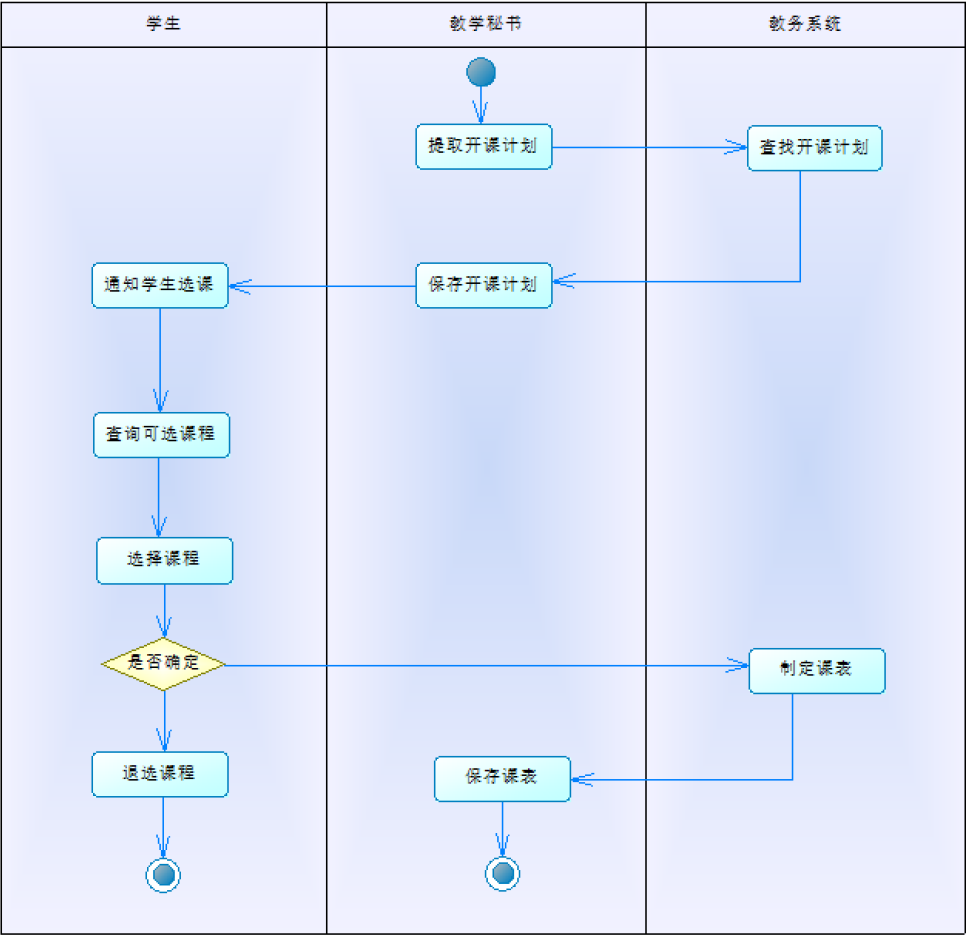 学生
教学秘书
教务系统
提取开课计划
查找开课计划
通知学生选课
保存开课计划
查询可选课程
选择课程
是否确定
制定课表
退选课程
保存课表